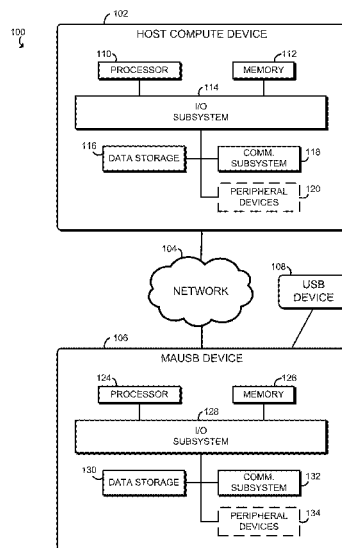 100
102
HOST COMPUTE DEVICE
110
112
PROCESSOR
MEMORY
114
I/O
SUBSYSTEM
116
118
DATA STORAGE
COMM.
SUBSYSTEM
120
PERIPHERAL
DEVICES
104
NETWORK
108
USB
DEVICE
106
MAUSB DEVICE
124
126
PROCESSOR
MEMORY
128
I/O
SUBSYSTEM
130
132
DATA STORAGE
COMM.
SUBSYSTEM
134
PERIPHERAL
DEVICES